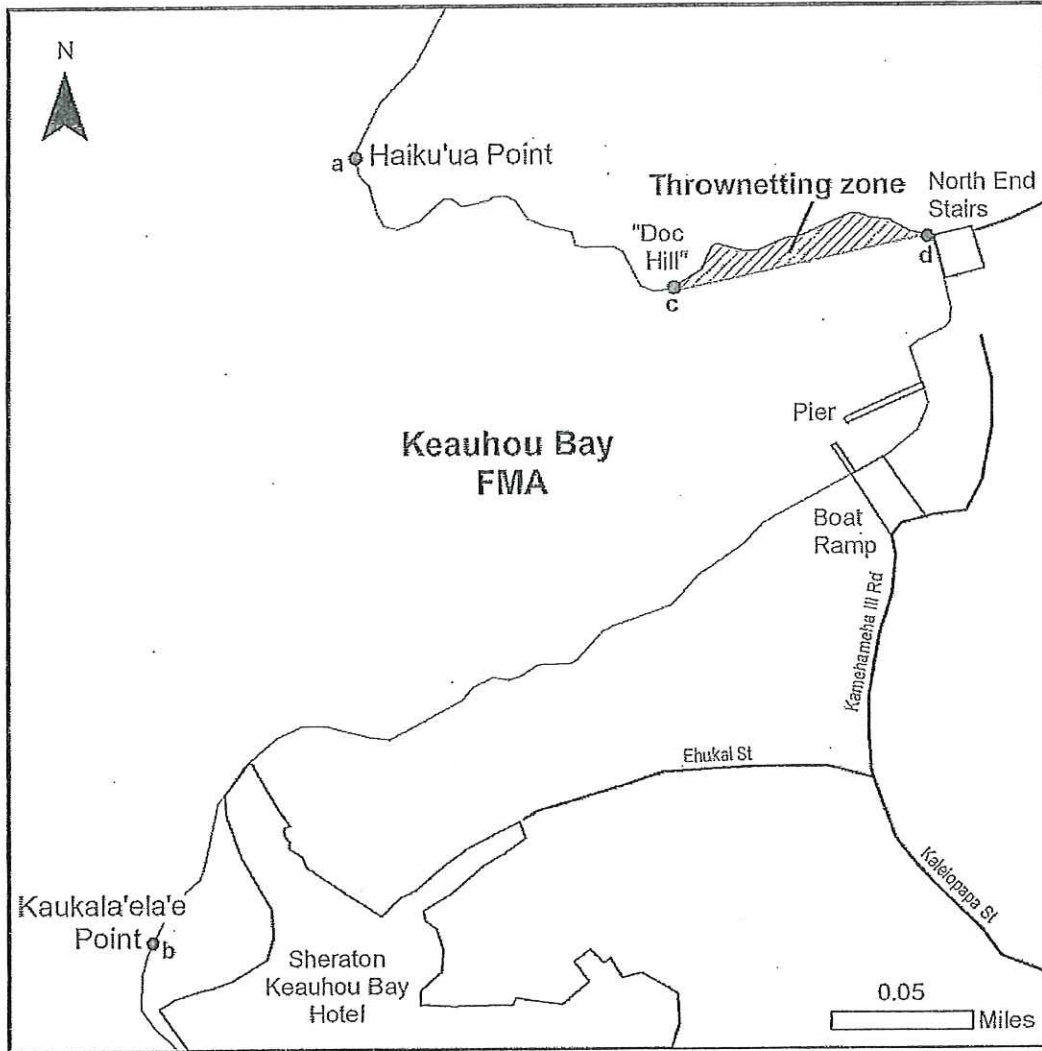 N
a Haiku'ua Point
Thrownetting zone
North End
Stairs
"Doc
Hill"
c
d
Pier
Keauhou Bay
FMA
Boat
Ramp
Kamehameha III Rd
Ehukai St
Kaleiopapa St
Kaukala'ela'e
Point
b
Sheraton
Keauhou Bay
Hotel
0.05
Miles